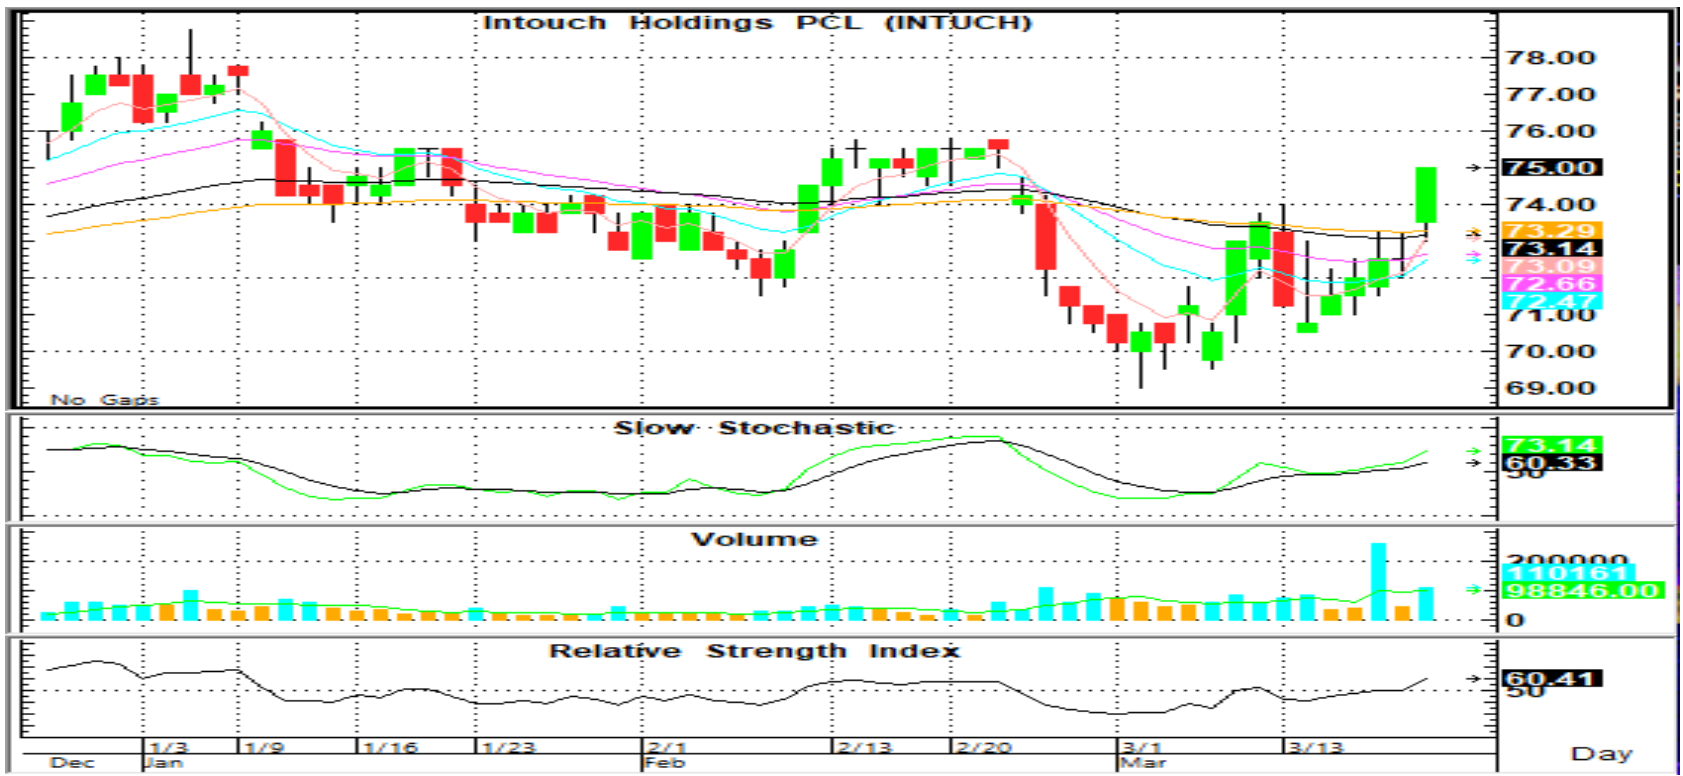 Intouch Holdings PCL (INTUCH)
78.00
77.00
76.00
75.00
74.00
73.29
73.14
73.09
72.66
72.47
71.00
70.00
69.00
No Gaps
Slow Stochastic
73.14
60.33
50
Volume
200000
110161
98846.00
0
Relative Strength Index
60.41
50
1/3 1/9 1/16 1/23 2/1 2/13 2/20 3/1 3/13
Dec Jan Feb Mar
Day